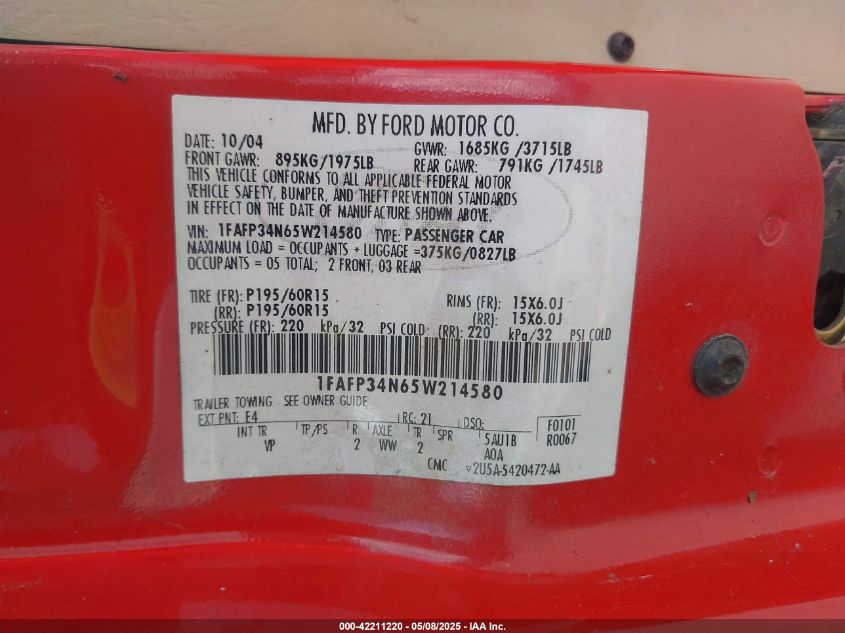 MFD. BY FORD MOTOR CO.
DATE: 10/04 GVWR: 1685KG /3715LB
FRONT GAWR: 895KG/1975LB REAR GAWR: 791KG /1745LB
THIS VEHICLE CONFORMS TO ALL APPLICABLE FEDERAL MOTOR
VEHICLE SAFETY, BUMPER, AND THEFT PREVENTION STANDARDS
IN EFFECT ON THE DATE OF MANUFACTURE SHOWN ABOVE.
VIN: 1FAFP34N65W214580 TYPE: PASSENGER CAR
MAXIMUM LOAD = OCCUPANTS + LUGGAGE =375KG/0827LB
OCCUPANTS = 05 TOTAL; 2 FRONT, 03 REAR
TIRE (FR): P195/60R15 RIMS (FR): 15X6.0J
(RR): P195/60R15 (RR): 15X6.0J
PRESSURE (FR): 220 kPa/32 PSI COLD (RR): 220 kPa/32 PSI COLD
1FAFP34N65W214580
TRAILER TOWING - SEE OWNER GUIDE
EXT PNT: E4 RC: 21 DSO: F0101
INT TR TP/PS R AXLE TR SPR 5AU1B R0067
VP 2 WW 2 A0A
CMC ▽2U5A-5420472-AA
000-42211220 - 05/08/2025 - IAA Inc.